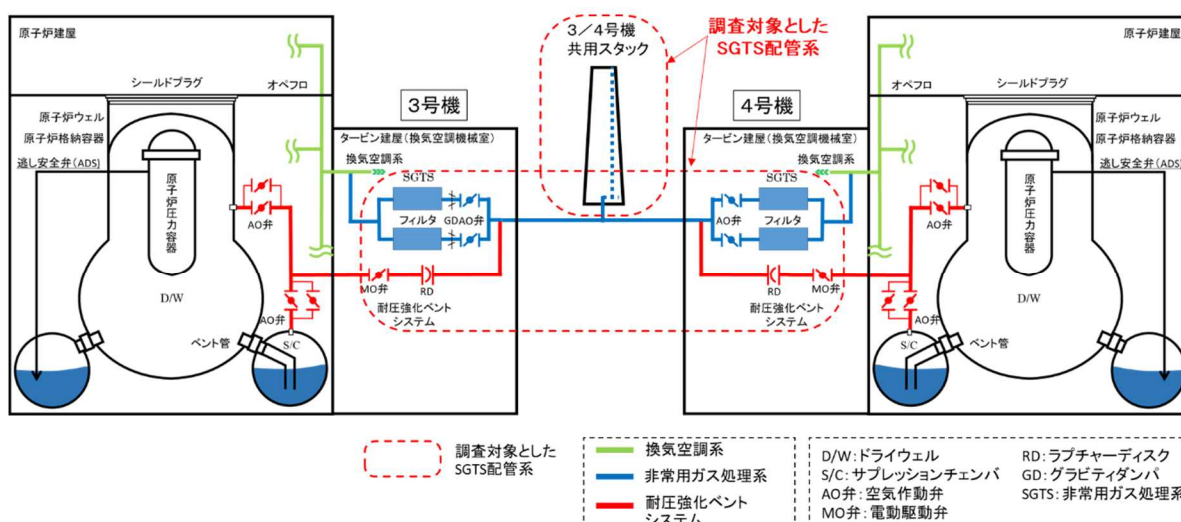 原子炉建屋
シールドプラグ
オペフロ
原子炉ウェル
原子炉格納容器
逃し安全弁(ADS)
原子炉圧力容器
AO弁
D/W
AO弁
ベント管
S/C
3号機
タービン建屋(換気空調機械室)
換気空調系
SGTS
フィルタ
GD
AO弁
MO弁
RD
耐圧強化ベント
システム
3/4号機
共用スタック
調査対象とした
SGTS配管系
4号機
タービン建屋(換気空調機械室)
換気空調系
SGTS
AO弁
フィルタ
RD
MO弁
耐圧強化ベント
システム
原子炉建屋
オペフロ
シールドプラグ
原子炉ウェル
原子炉格納容器
逃し安全弁(ADS)
原子炉圧力容器
AO弁
D/W
AO弁
ベント管
S/C
調査対象とした
SGTS配管系
換気空調系
非常用ガス処理系
耐圧強化ベント
システム
D/W:ドライウェル
S/C:サプレッションチェンバ
AO弁:空気作動弁
MO弁:電動駆動弁
RD:ラプチャーディスク
GD:グラビティダンパ
SGTS:非常用ガス処理系